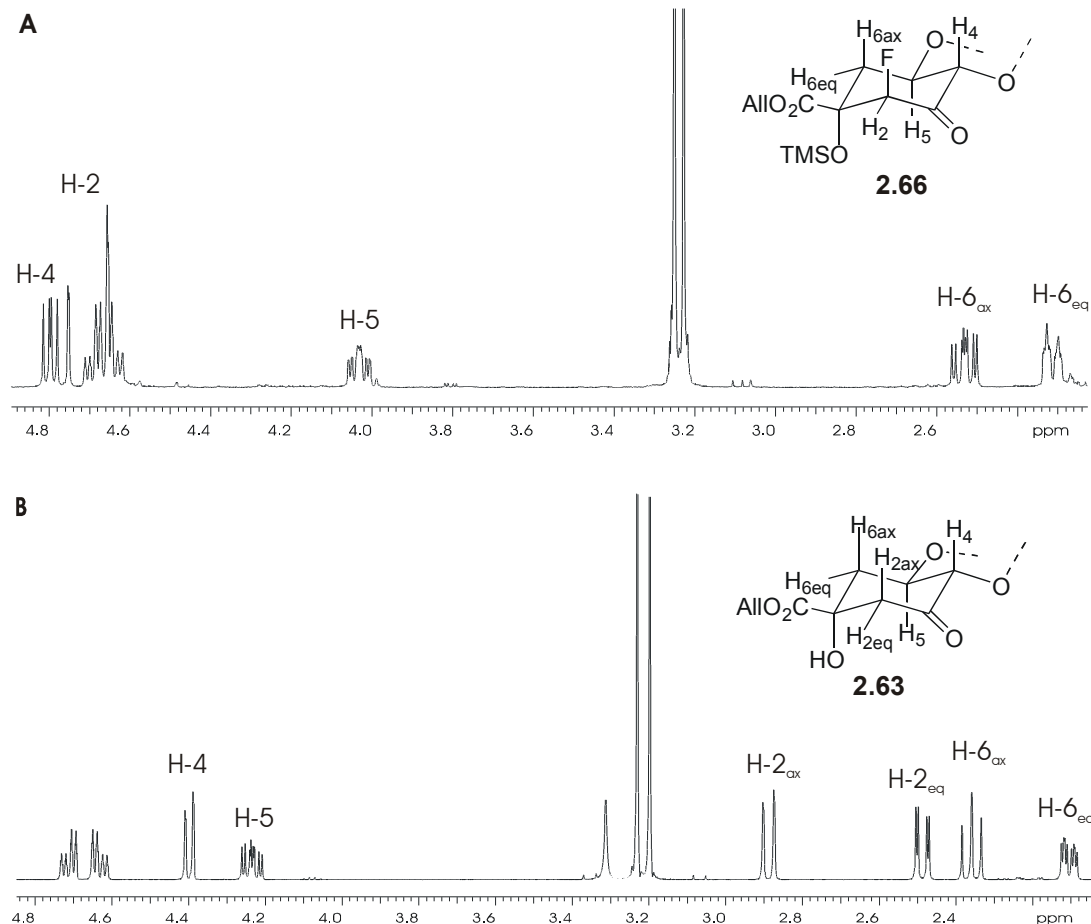 A
H6ax
F
O
H4
H6eq
AllO2C
O
H2
H5
O
TMSO
2.66
H-2
H-4
H-5
H-6ax
H-6eq
4.8 4.6 4.4 4.2 4.0 3.8 3.6 3.4 3.2 3.0 2.8 2.6 ppm
B
H6ax
H2ax
O
H4
H6eq
AllO2C
O
H2eq
H5
O
HO
2.63
H-4
H-5
H-2ax
H-2eq
H-6ax
H-6eq
4.8 4.6 4.4 4.2 4.0 3.8 3.6 3.4 3.2 3.0 2.8 2.6 2.4 ppm